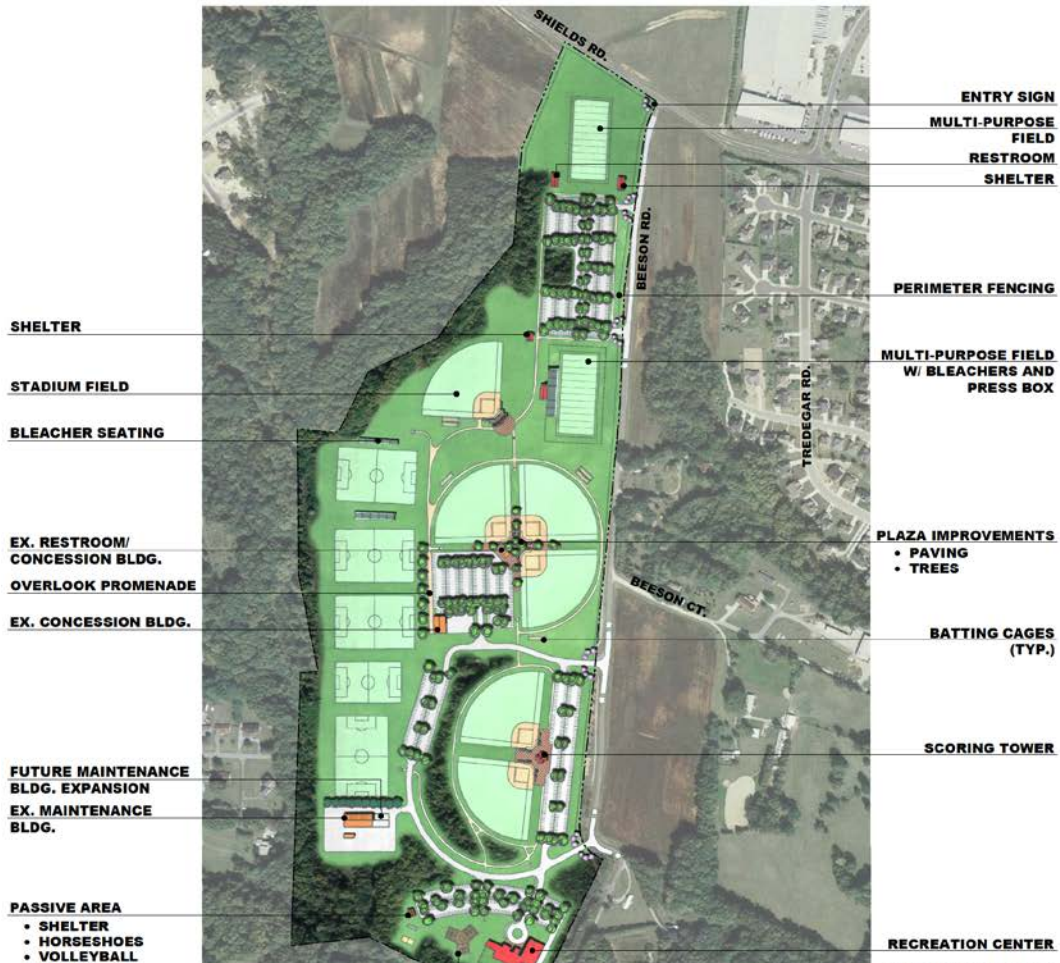 SHIELDS RD.
ENTRY SIGN
MULTI-PURPOSE
FIELD
RESTROOM
SHELTER
BEESON RD.
PERIMETER FENCING
SHELTER
MULTI-PURPOSE FIELD
W/ BLEACHERS AND
PRESS BOX
STADIUM FIELD
TREDEGAR RD.
BLEACHER SEATING
EX. RESTROOM/
CONCESSION BLDG.
PLAZA IMPROVEMENTS
• PAVING
• TREES
OVERLOOK PROMENADE
BEESON CT.
EX. CONCESSION BLDG.
BATTING CAGES
(TYP.)
SCORING TOWER
FUTURE MAINTENANCE
BLDG. EXPANSION
EX. MAINTENANCE
BLDG.
PASSIVE AREA
• SHELTER
• HORSESHOES
• VOLLEYBALL
RECREATION CENTER